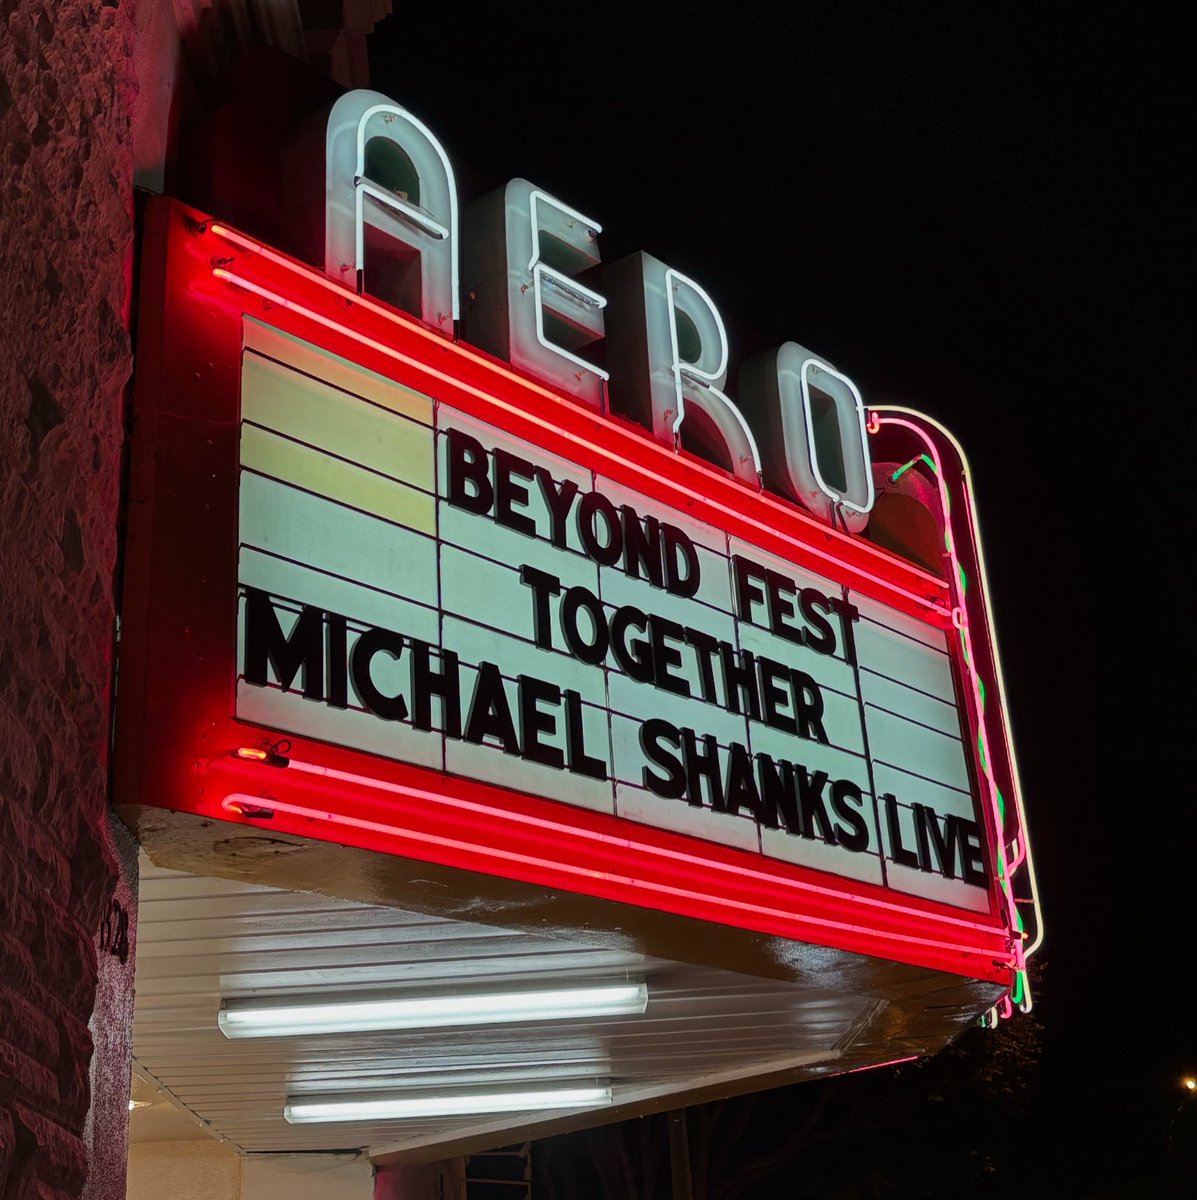 AERO
BEYOND FEST
TOGETHER
MICHAEL SHANKS LIVE